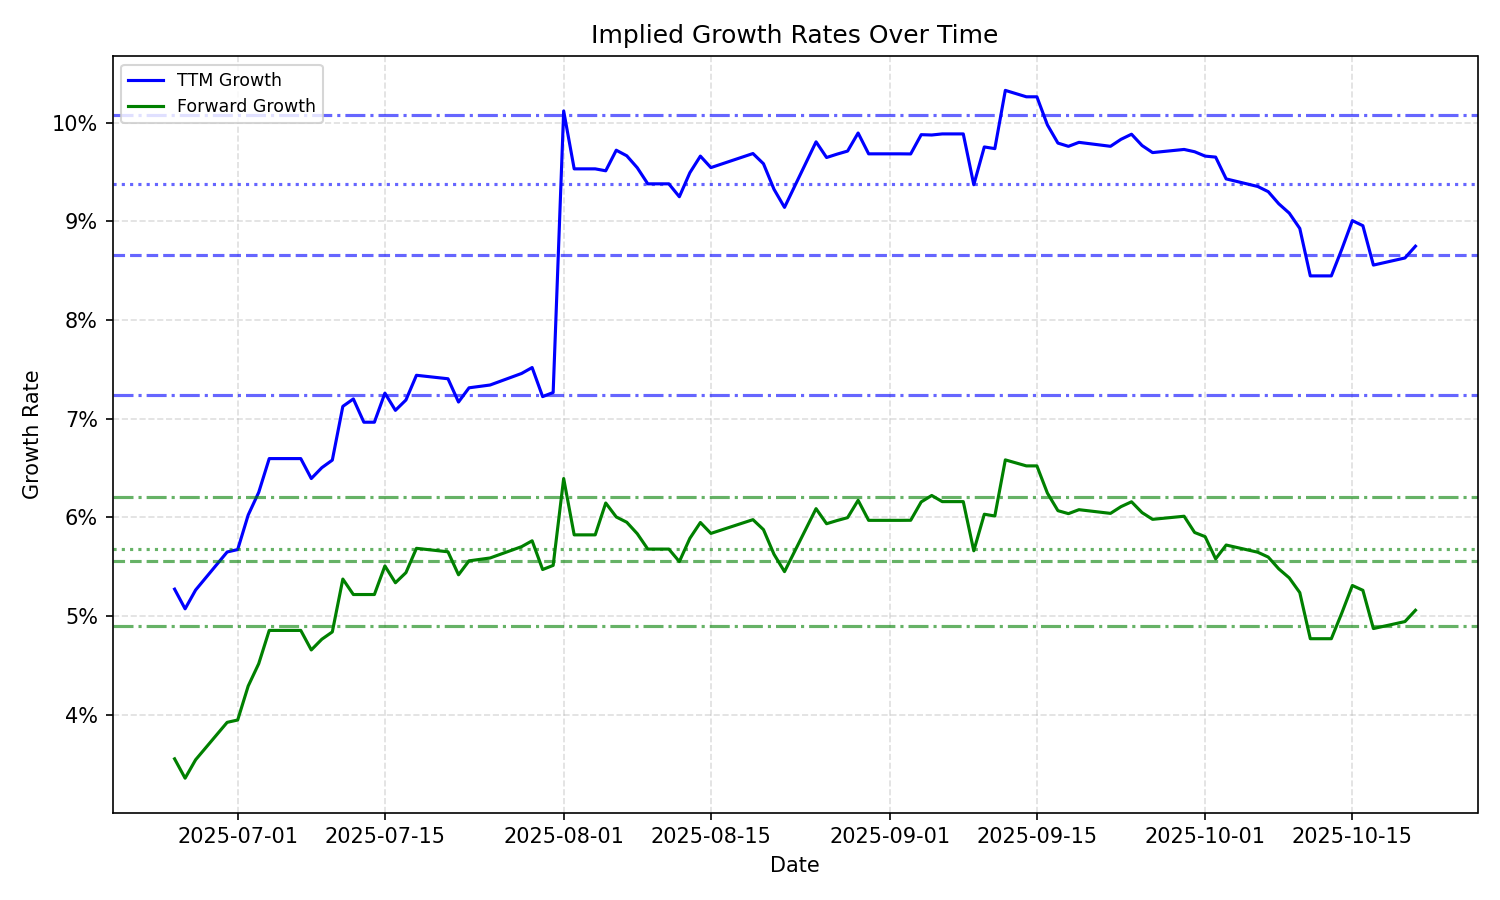 Implied Growth Rates Over Time
TTM Growth
Forward Growth
10%
9%
8%
7%
6%
5%
4%
Growth Rate
2025-07-01 2025-07-15 2025-08-01 2025-08-15 2025-09-01 2025-09-15 2025-10-01 2025-10-15
Date